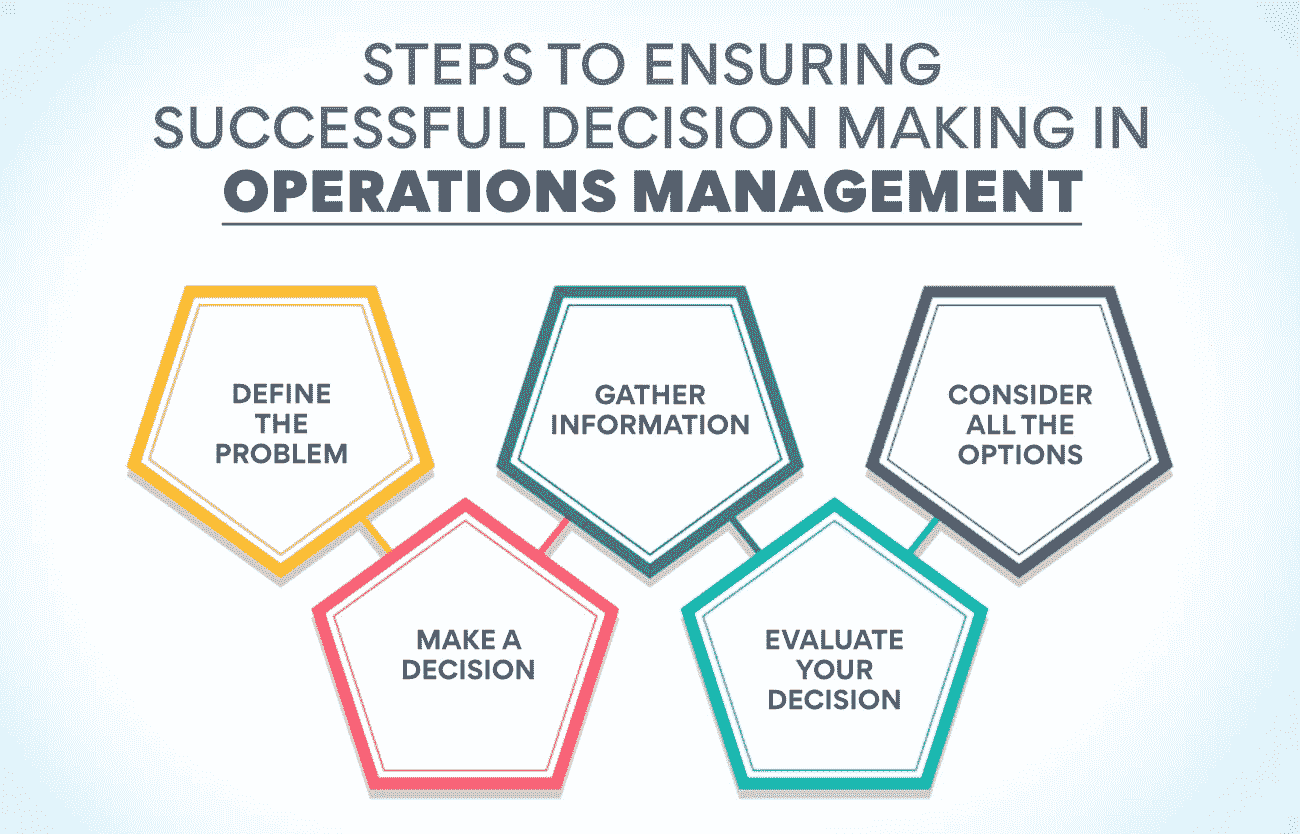 STEPS TO ENSURING
SUCCESSFUL DECISION MAKING IN
OPERATIONS MANAGEMENT
DEFINE
THE
PROBLEM
GATHER
INFORMATION
CONSIDER
ALL THE
OPTIONS
MAKE A
DECISION
EVALUATE
YOUR
DECISION